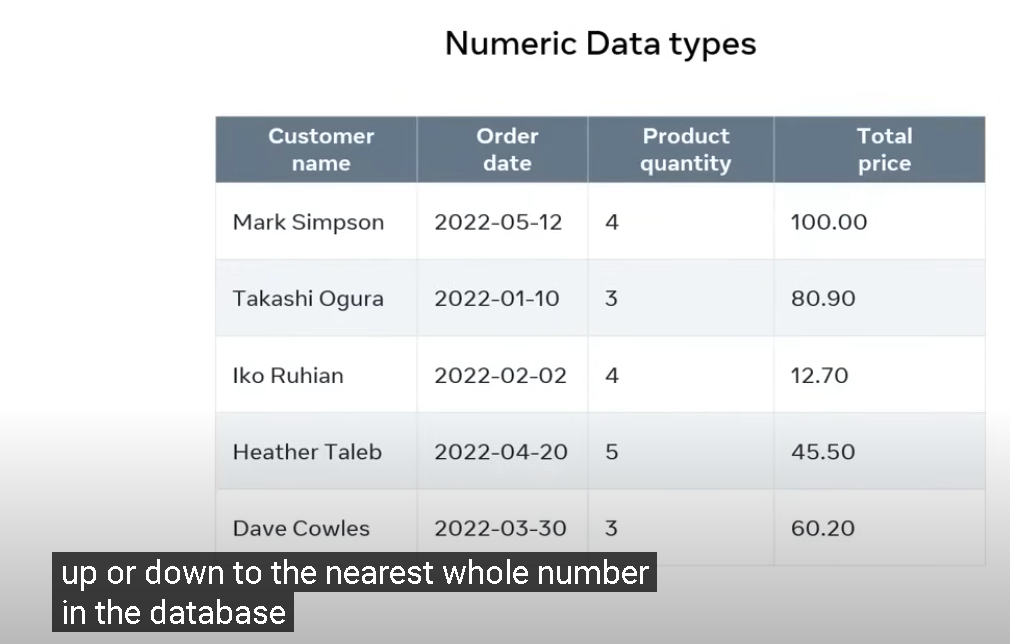 Numeric Data types
Customer name Order date Product quantity Total price
Mark Simpson 2022-05-12 4 100.00
Takashi Ogura 2022-01-10 3 80.90
Iko Ruhian 2022-02-02 4 12.70
Heather Taleb 2022-04-20 5 45.50
Dave Cowles 2022-03-30 3 60.20
up or down to the nearest whole number
in the database